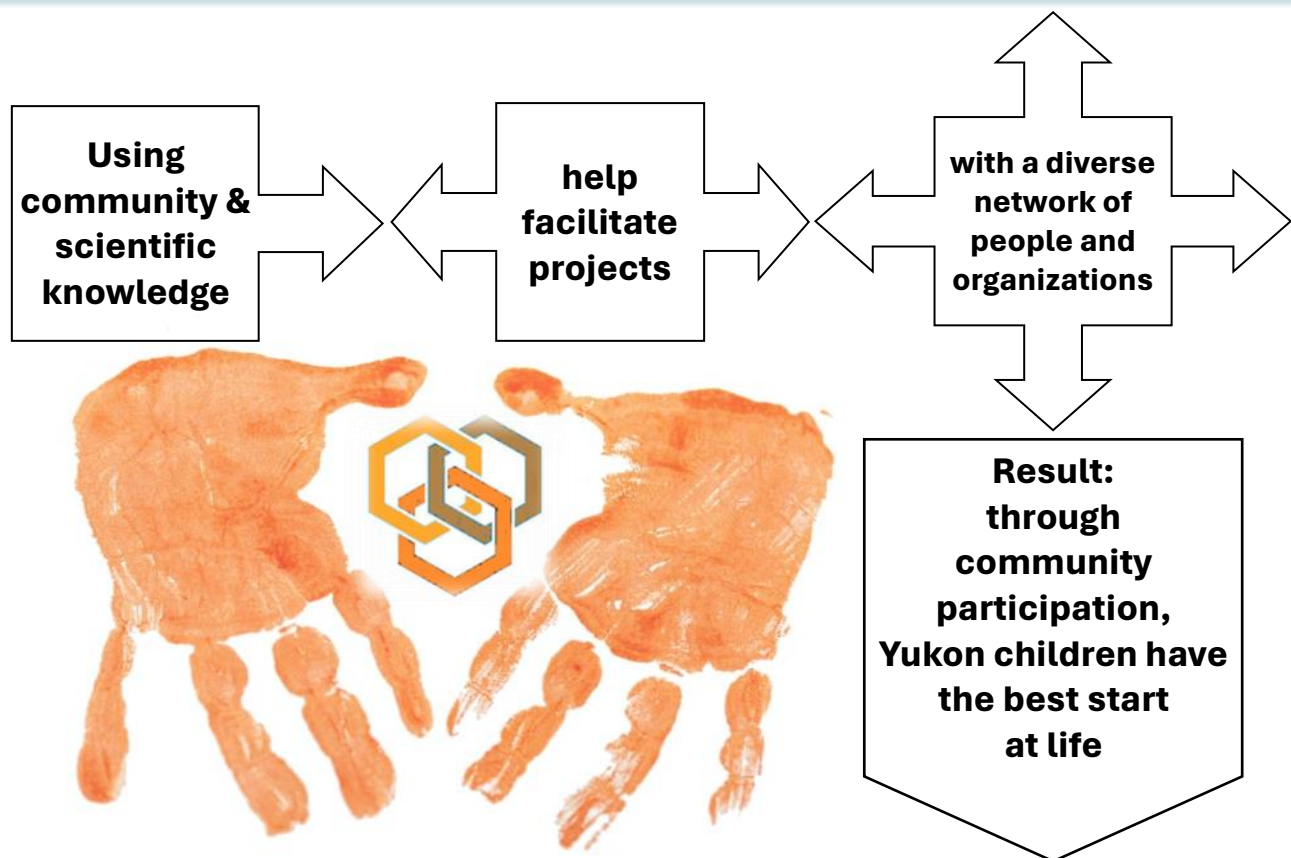 Using
community &
scientific
knowledge
help
facilitate
projects
with a diverse
network of
people and
organizations
Result:
through
community
participation,
Yukon children have
the best start
at life